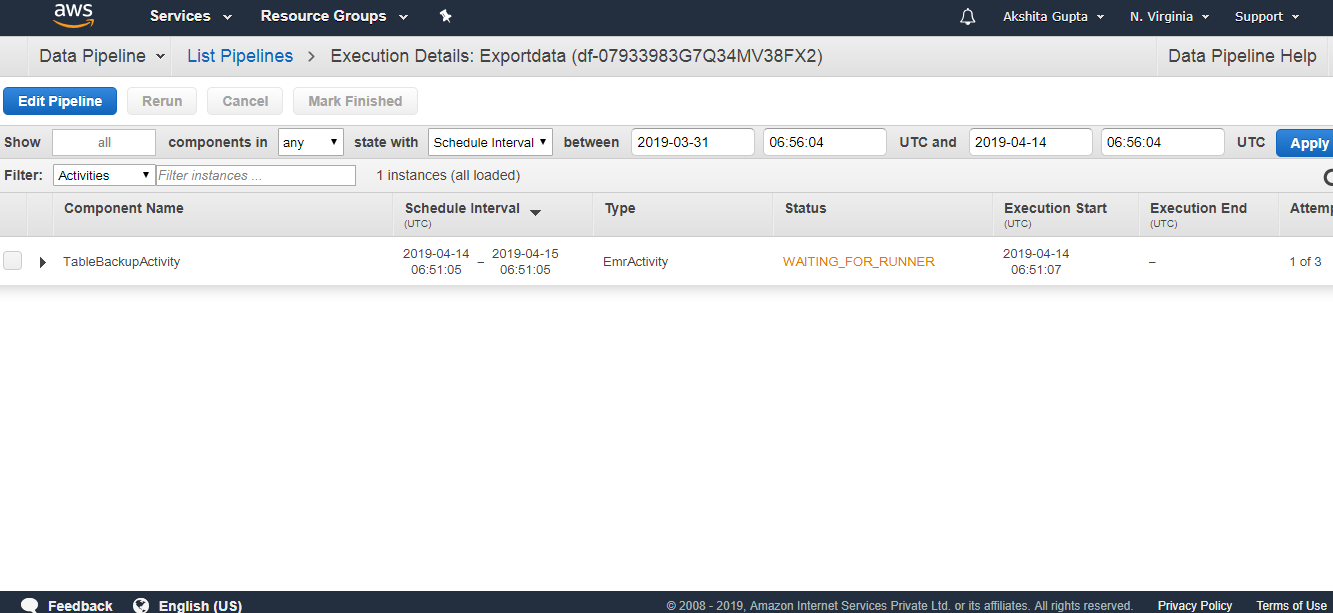 aws Services Resource Groups Akshita Gupta N. Virginia Support
Data Pipeline List Pipelines > Execution Details: Exportdata (df-07933983G7Q34MV38FX2) Data Pipeline Help
Edit Pipeline Rerun Cancel Mark Finished
Show all components in any state with Schedule Interval between 2019-03-31 06:56:04 UTC and 2019-04-14 06:56:04 UTC Apply
Filter: Activities Filter instances ... 1 instances (all loaded)
Component Name Schedule Interval Type Status Execution Start Execution End Attemp
(UTC) (UTC) (UTC)
TableBackupActivity 2019-04-14 06:51:05 – 2019-04-15 06:51:05 EmrActivity WAITING_FOR_RUNNER 2019-04-14 06:51:07 – 1 of 3
Feedback English (US) © 2008 - 2019, Amazon Internet Services Private Ltd. or its affiliates. All rights reserved. Privacy Policy Terms of Use